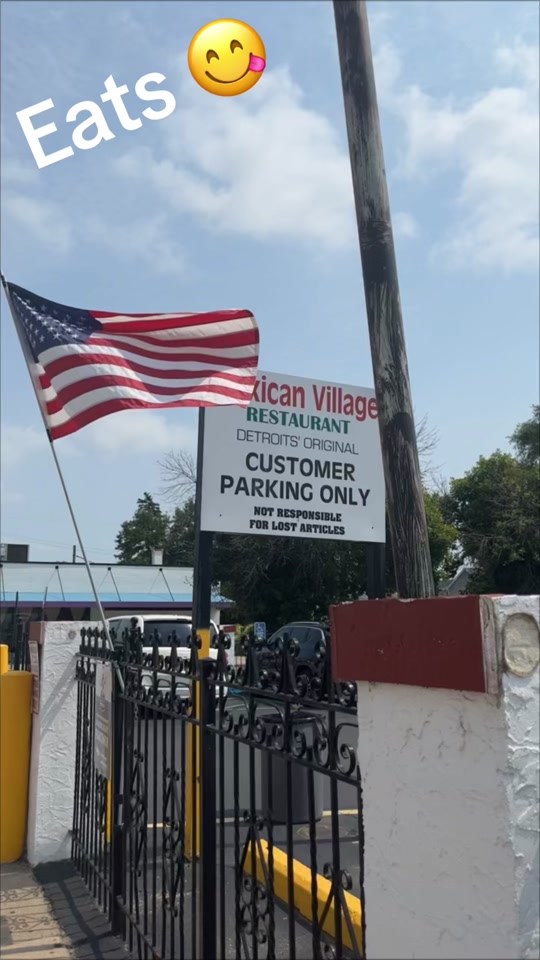 Eats 😋
xican Village
RESTAURANT
DETROITS' ORIGINAL
CUSTOMER
PARKING ONLY
NOT RESPONSIBLE
FOR LOST ARTICLES